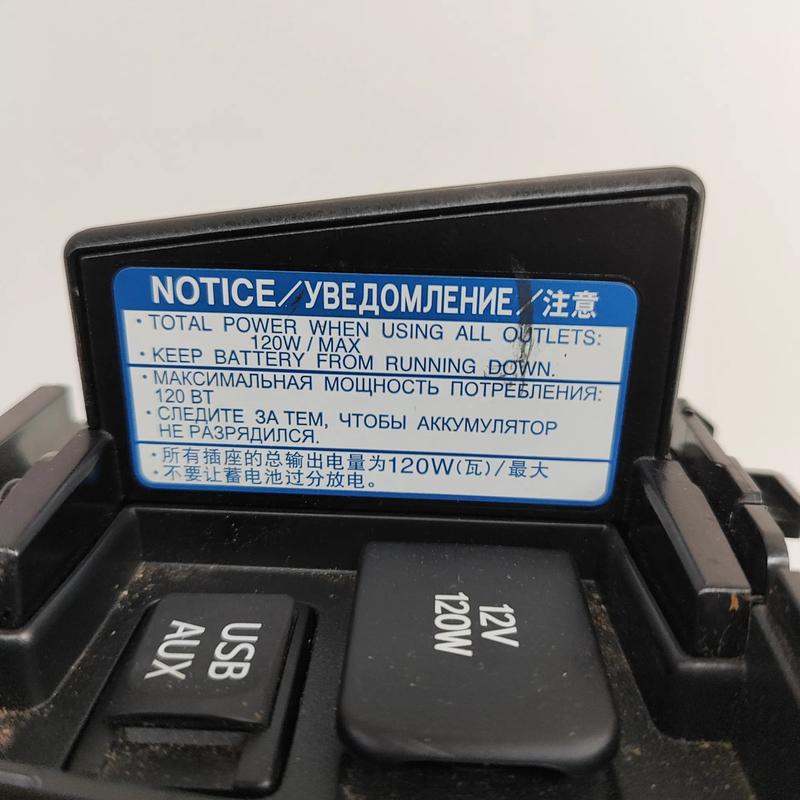 NOTICE/УВЕДОМЛЕНИЕ/注意
・TOTAL POWER WHEN USING ALL OUTLETS:
120W/MAX
・KEEP BATTERY FROM RUNNING DOWN.
・МАКСИМАЛЬНАЯ МОЩНОСТЬ ПОТРЕБЛЕНИЯ:
120 ВТ
・СЛЕДИТЕ ЗА ТЕМ, ЧТОБЫ АККУМУЛЯТОР
НЕ РАЗРЯДИЛСЯ.
・所有插座的总输出电量为120W(瓦)/最大
・不要让蓄电池过分放电。
USB
AUX
12V
120W